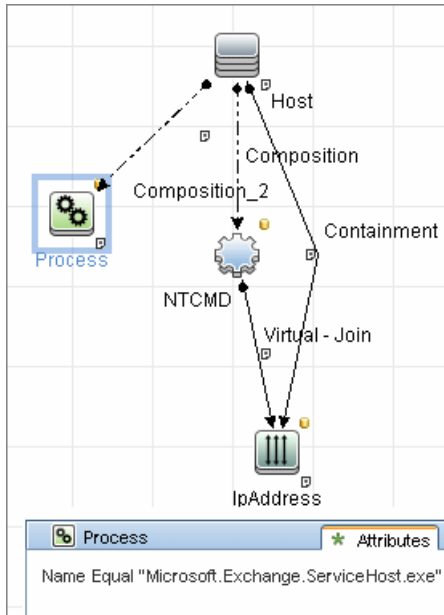 Host
Composition
Composition_2
Process
Containment
NTCMD
Virtual - Join
IpAddress
Process
Attributes
Name Equal "Microsoft.Exchange.ServiceHost.exe"